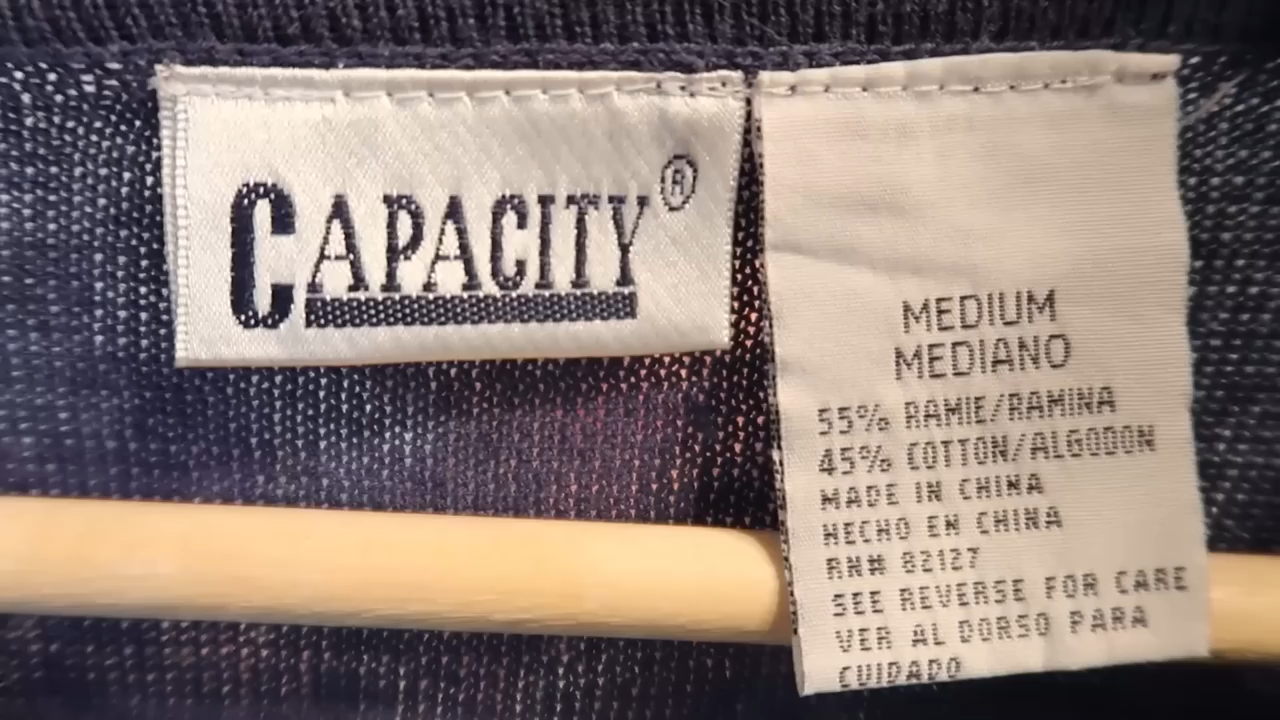 CAPACITY®
MEDIUM
MEDIANO
55% RAMIE/RAMINA
45% COTTON/ALGODON
MADE IN CHINA
HECHO EN CHINA
RN# 82127
SEE REVERSE FOR CARE
VER AL DORSO PARA
CUIDADO